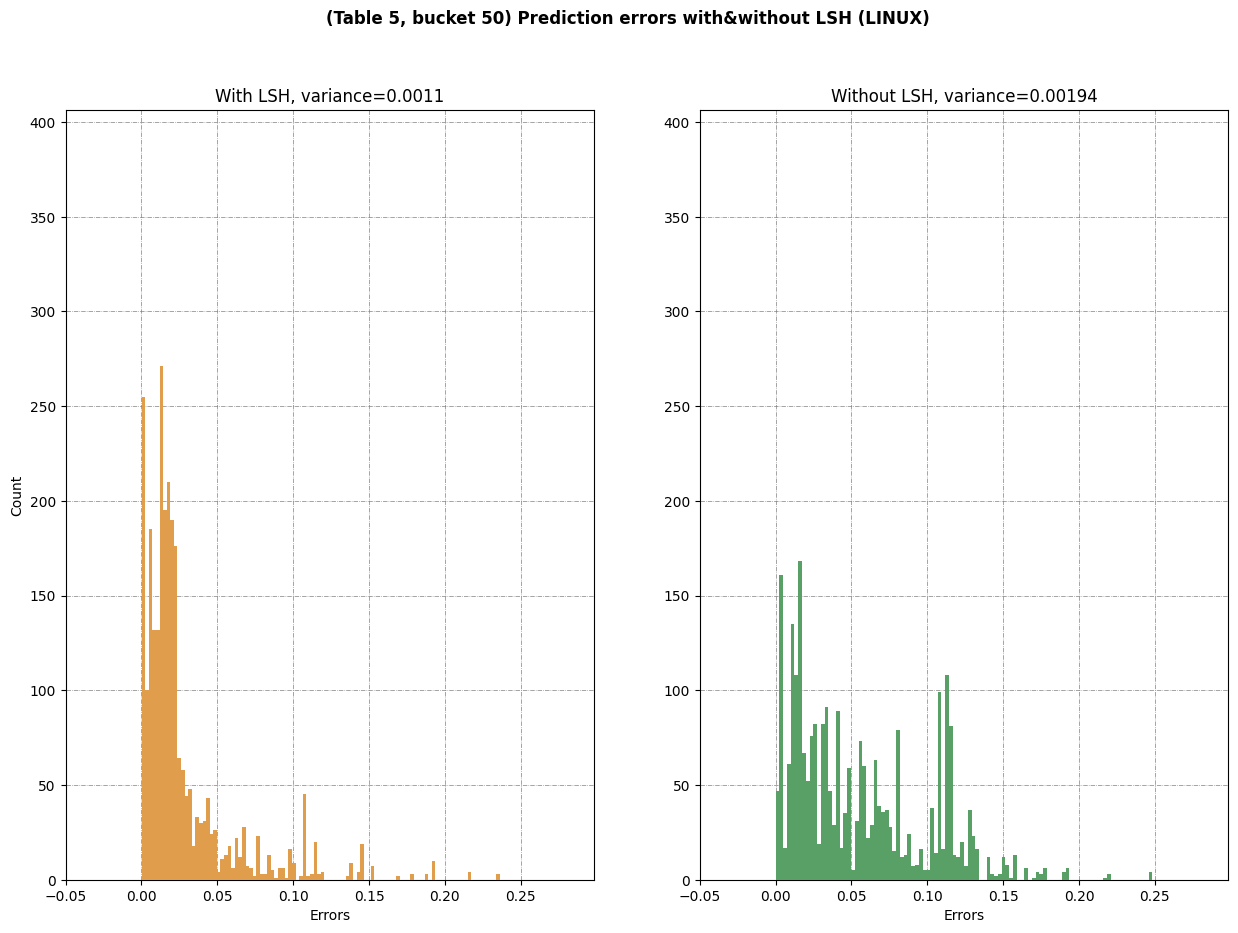 (Table 5, bucket 50) Prediction errors with&without LSH (LINUX)
With LSH, variance=0.0011
400
350
300
250
200
150
100
50
0
Count
−0.05 0.00 0.05 0.10 0.15 0.20 0.25
Errors
Without LSH, variance=0.00194
400
350
300
250
200
150
100
50
0
−0.05 0.00 0.05 0.10 0.15 0.20 0.25
Errors